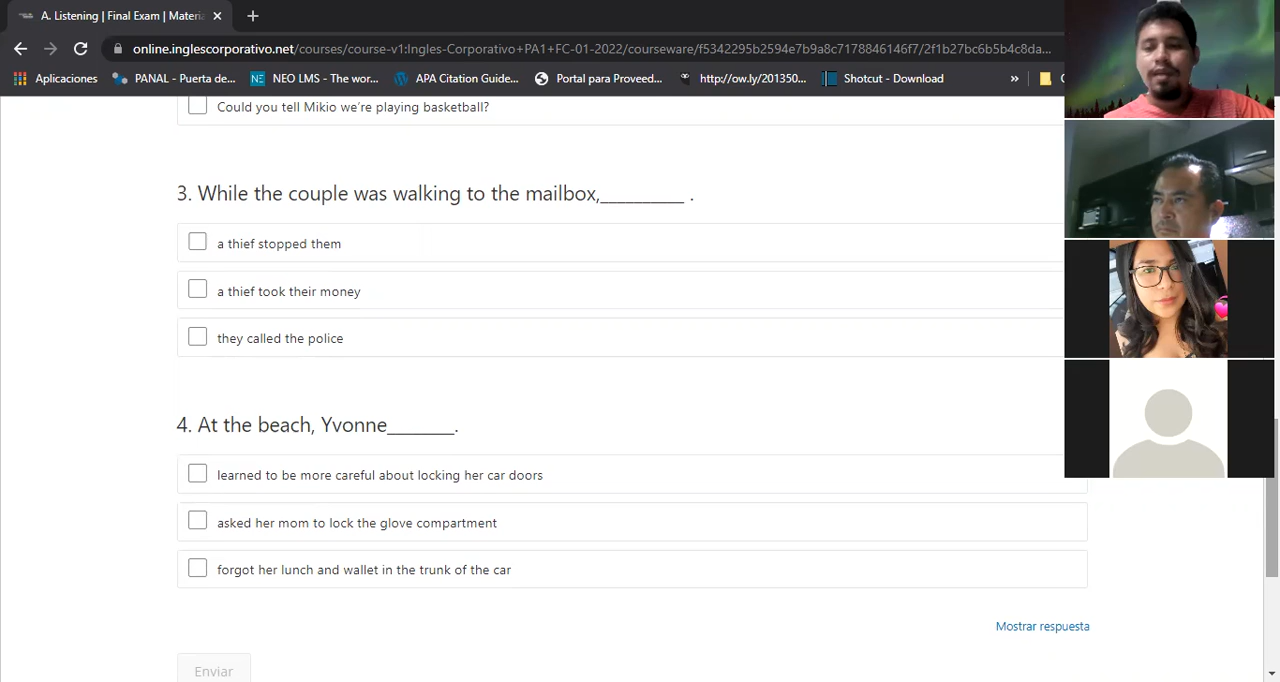 A. Listening | Final Exam | Materia
online.inglescorporativo.net/courses/course-v1:Ingles-Corporativo+PA1+FC-01-2022/courseware/f5342295b2594e7b9a8c7178846146f7/2f1b27bc6b5b4c8da...
Aplicaciones PANAL - Puerta de... NEO LMS - The wor... APA Citation Guide... Portal para Proveed... http://ow.ly/201350... Shotcut - Download »
Could you tell Mikio we're playing basketball?
3. While the couple was walking to the mailbox,__________ .
a thief stopped them
a thief took their money
they called the police
4. At the beach, Yvonne________.
learned to be more careful about locking her car doors
asked her mom to lock the glove compartment
forgot her lunch and wallet in the trunk of the car
Mostrar respuesta
Enviar